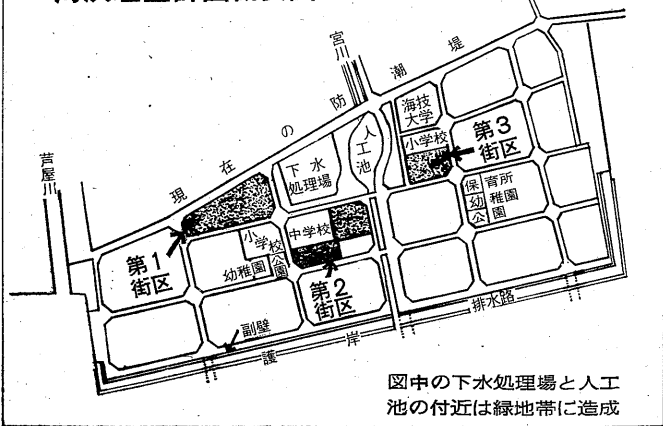 宮川
現在の防潮堤
芦屋川
海技
大学
人工池
下水
処理場
小学校
第3
街区
保育所
幼稚園
公園
中学校
小学校
公園
幼稚園
第1
街区
第2
街区
副壁
護岸
排水路
図中の下水処理場と人工
池の付近は緑地帯に造成